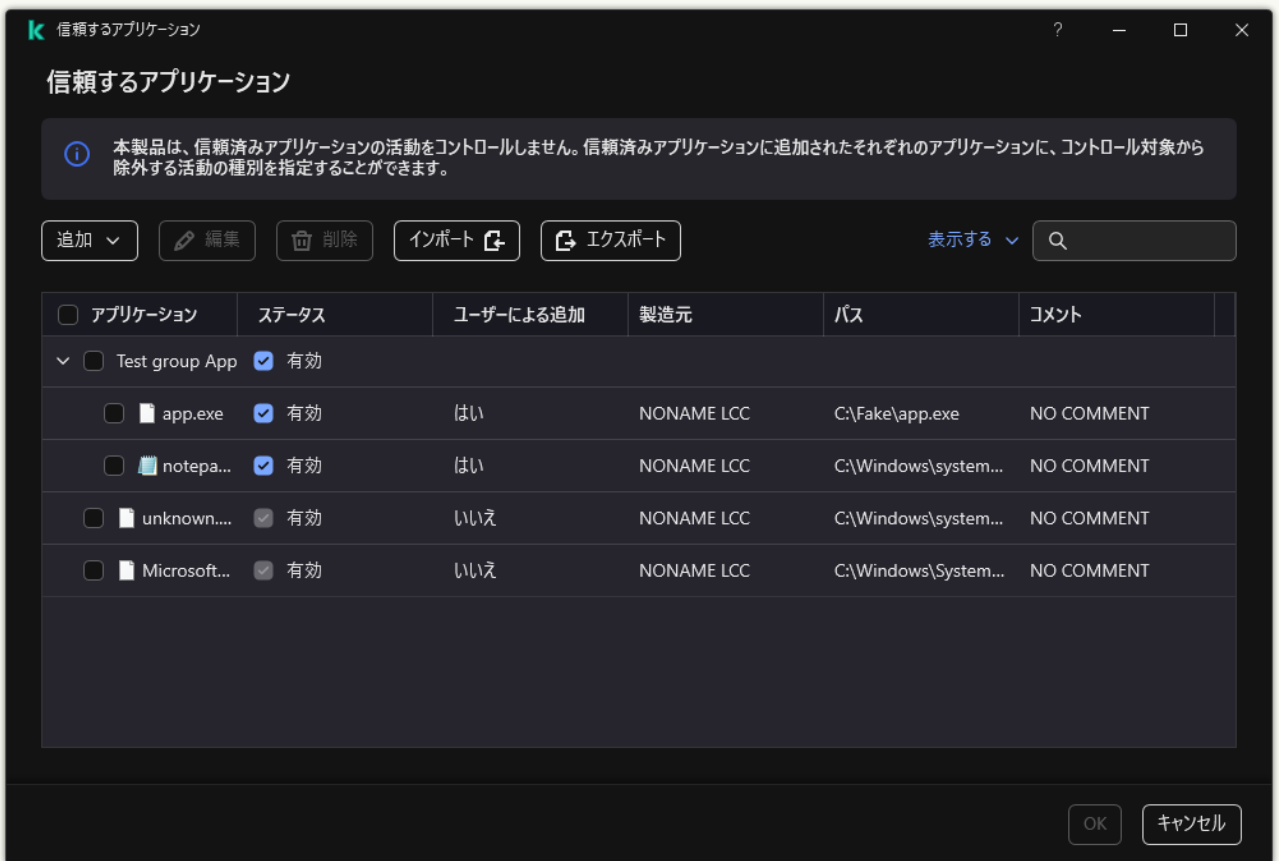 信頼するアプリケーション
信頼するアプリケーション
本製品は、信頼済みアプリケーションの活動をコントロールしません。信頼済みアプリケーションに追加されたそれぞれのアプリケーションに、コントロール対象から
除外する活動の種別を指定することができます。
追加 編集 削除 インポート エクスポート 表示する
アプリケーション ステータス ユーザーによる追加 製造元 パス コメント
Test group App 有効
app.exe 有効 はい NONAME LCC C:\Fake\app.exe NO COMMENT
notepa... 有効 はい NONAME LCC C:\Windows\system... NO COMMENT
unknown.... 有効 いいえ NONAME LCC C:\Windows\system... NO COMMENT
Microsoft... 有効 いいえ NONAME LCC C:\Windows\System... NO COMMENT
OK キャンセル